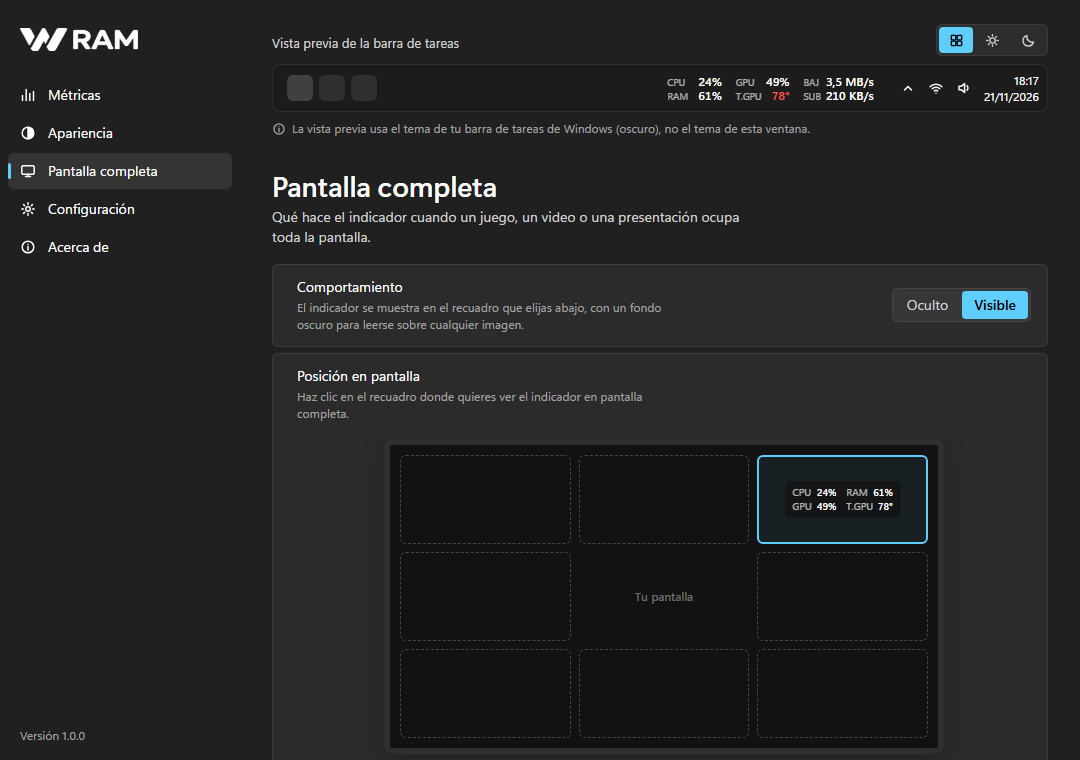 W RAM
Métricas
Apariencia
Pantalla completa
Configuración
Acerca de
Versión 1.0.0
Vista previa de la barra de tareas
CPU 24% GPU 49% BAJ 3,5 MB/s
RAM 61% T.GPU 78° SUB 210 KB/s
18:17
21/11/2026
La vista previa usa el tema de tu barra de tareas de Windows (oscuro), no el tema de esta ventana.
Pantalla completa
Qué hace el indicador cuando un juego, un video o una presentación ocupa
toda la pantalla.
Comportamiento
El indicador se muestra en el recuadro que elijas abajo, con un fondo
oscuro para leerse sobre cualquier imagen.
Oculto Visible
Posición en pantalla
Haz clic en el recuadro donde quieres ver el indicador en pantalla
completa.
CPU 24% RAM 61%
GPU 49% T.GPU 78°
Tu pantalla